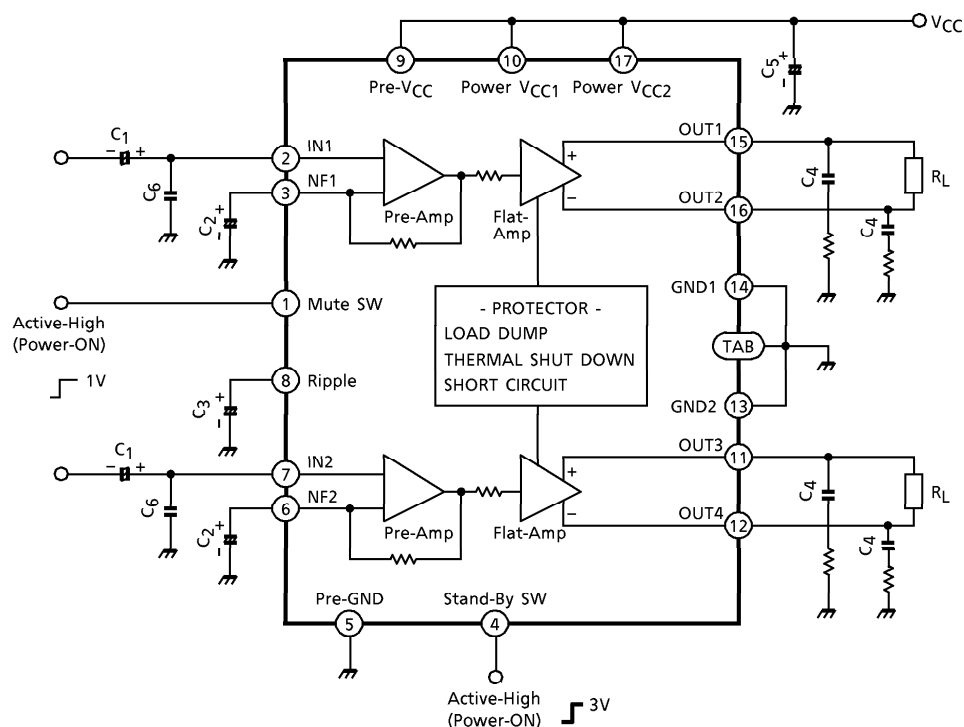 VCC
9
10
17
C5
+
-
Pre-VCC
Power VCC1
Power VCC2
C1
- +
2
IN1
OUT1
15
3
NF1
C6
C2
+
-
Pre-Amp
Flat-
Amp
+
-
OUT2
16
C4
C4
RL
1
Mute SW
Active-High
(Power-ON)
1V
- PROTECTOR -
LOAD DUMP
THERMAL SHUT DOWN
SHORT CIRCUIT
GND1
14
TAB
GND2
13
8
Ripple
C3
+
-
C1
- +
7
IN2
OUT3
11
6
NF2
C6
C2
+
-
Pre-Amp
Flat-Amp
+
-
OUT4
12
C4
C4
RL
Pre-GND
5
Stand-By SW
4
Active-High
(Power-ON)
3V